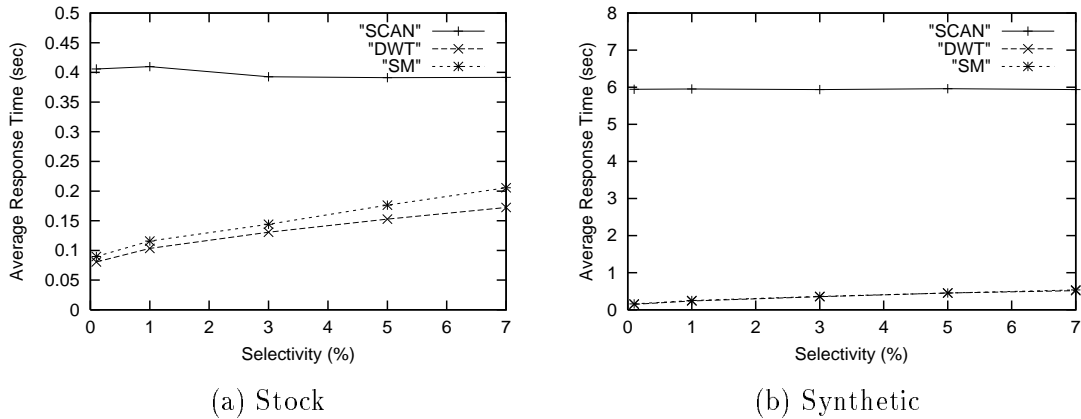 0.5
0.45
0.4
0.35
0.3
0.25
0.2
0.15
0.1
0.05
0
Average Response Time (sec)
"SCAN"
"DWT"
"SM"
0 1 2 3 4 5 6 7
Selectivity (%)
(a) Stock
8
7
6
5
4
3
2
1
0
Average Response Time (sec)
"SCAN"
"DWT"
"SM"
0 1 2 3 4 5 6 7
Selectivity (%)
(b) Synthetic